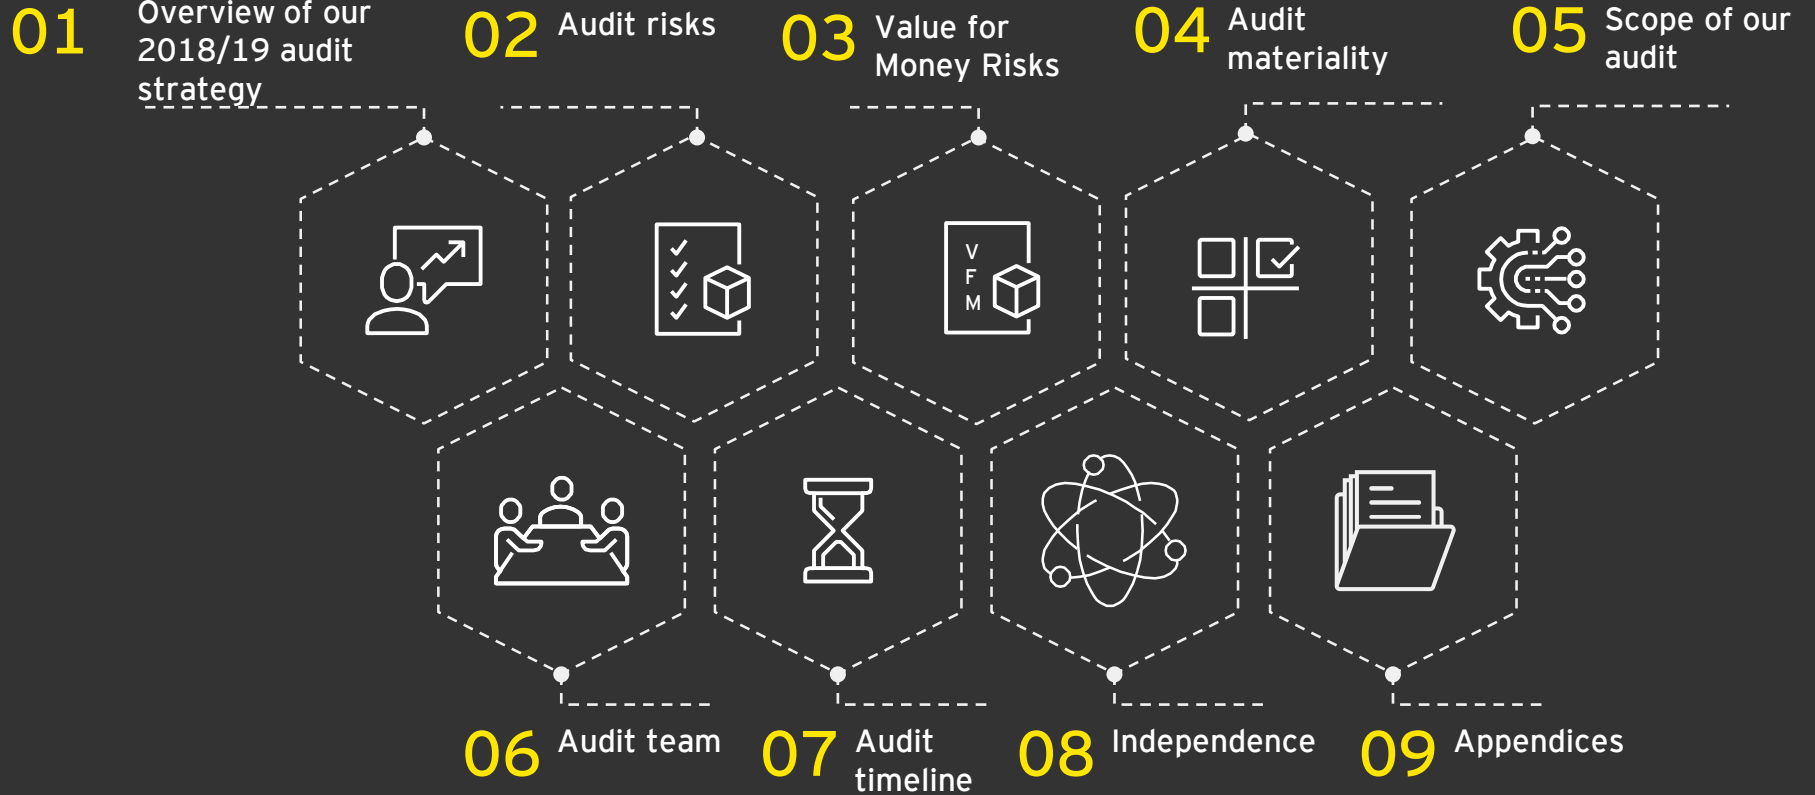 01
Overview of our
2018/19 audit
strategy
02
Audit risks
03
Value for
Money Risks
04
Audit
materiality
05
Scope of our
audit
V
F
M
06
Audit team
07
Audit
timeline
08
Independence
09
Appendices